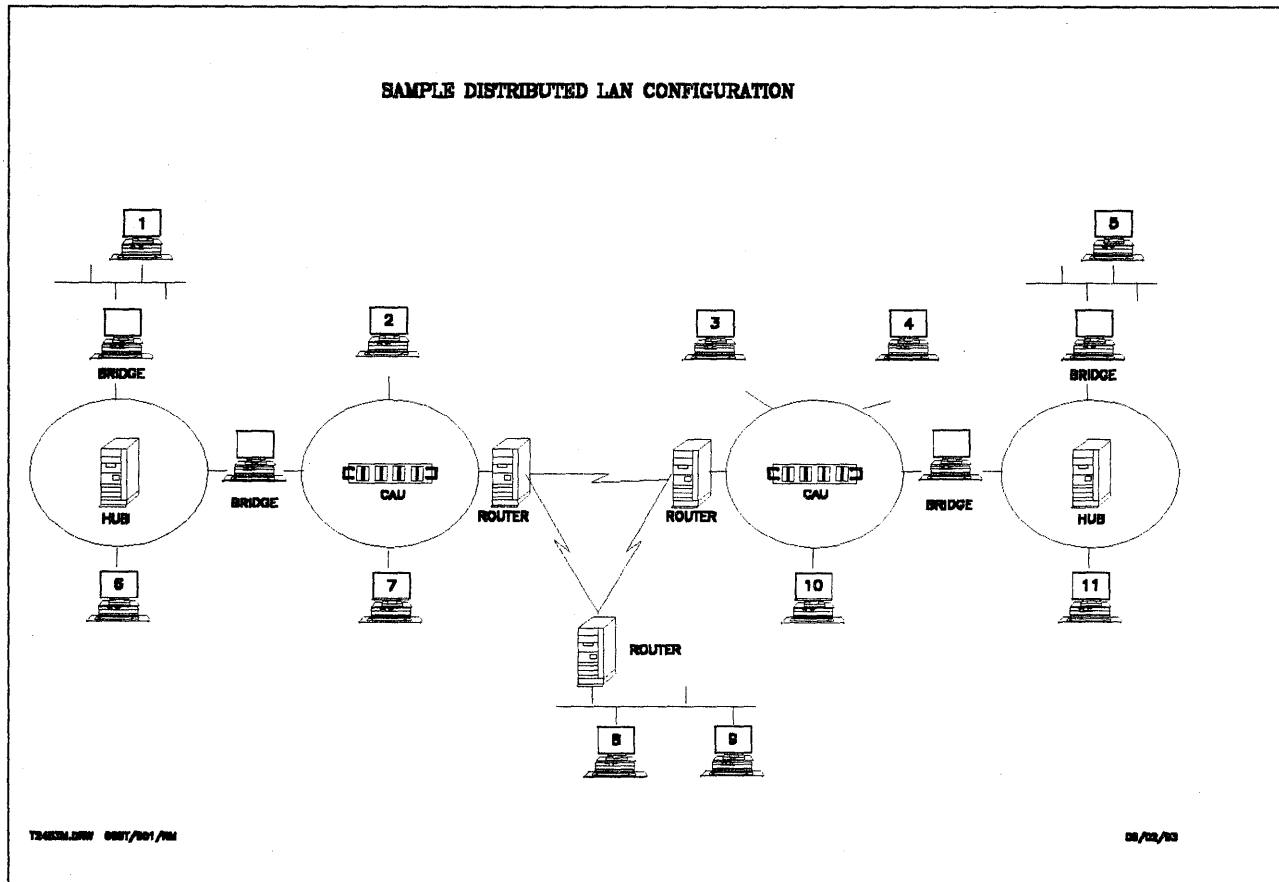 SAMPLE DISTRIBUTED LAN CONFIGURATION
1
5
2
3
4
BRIDGE
BRIDGE
HUB
BRIDGE
CAU
ROUTER
ROUTER
CAU
BRIDGE
HUB
6
7
10
11
ROUTER
8
9